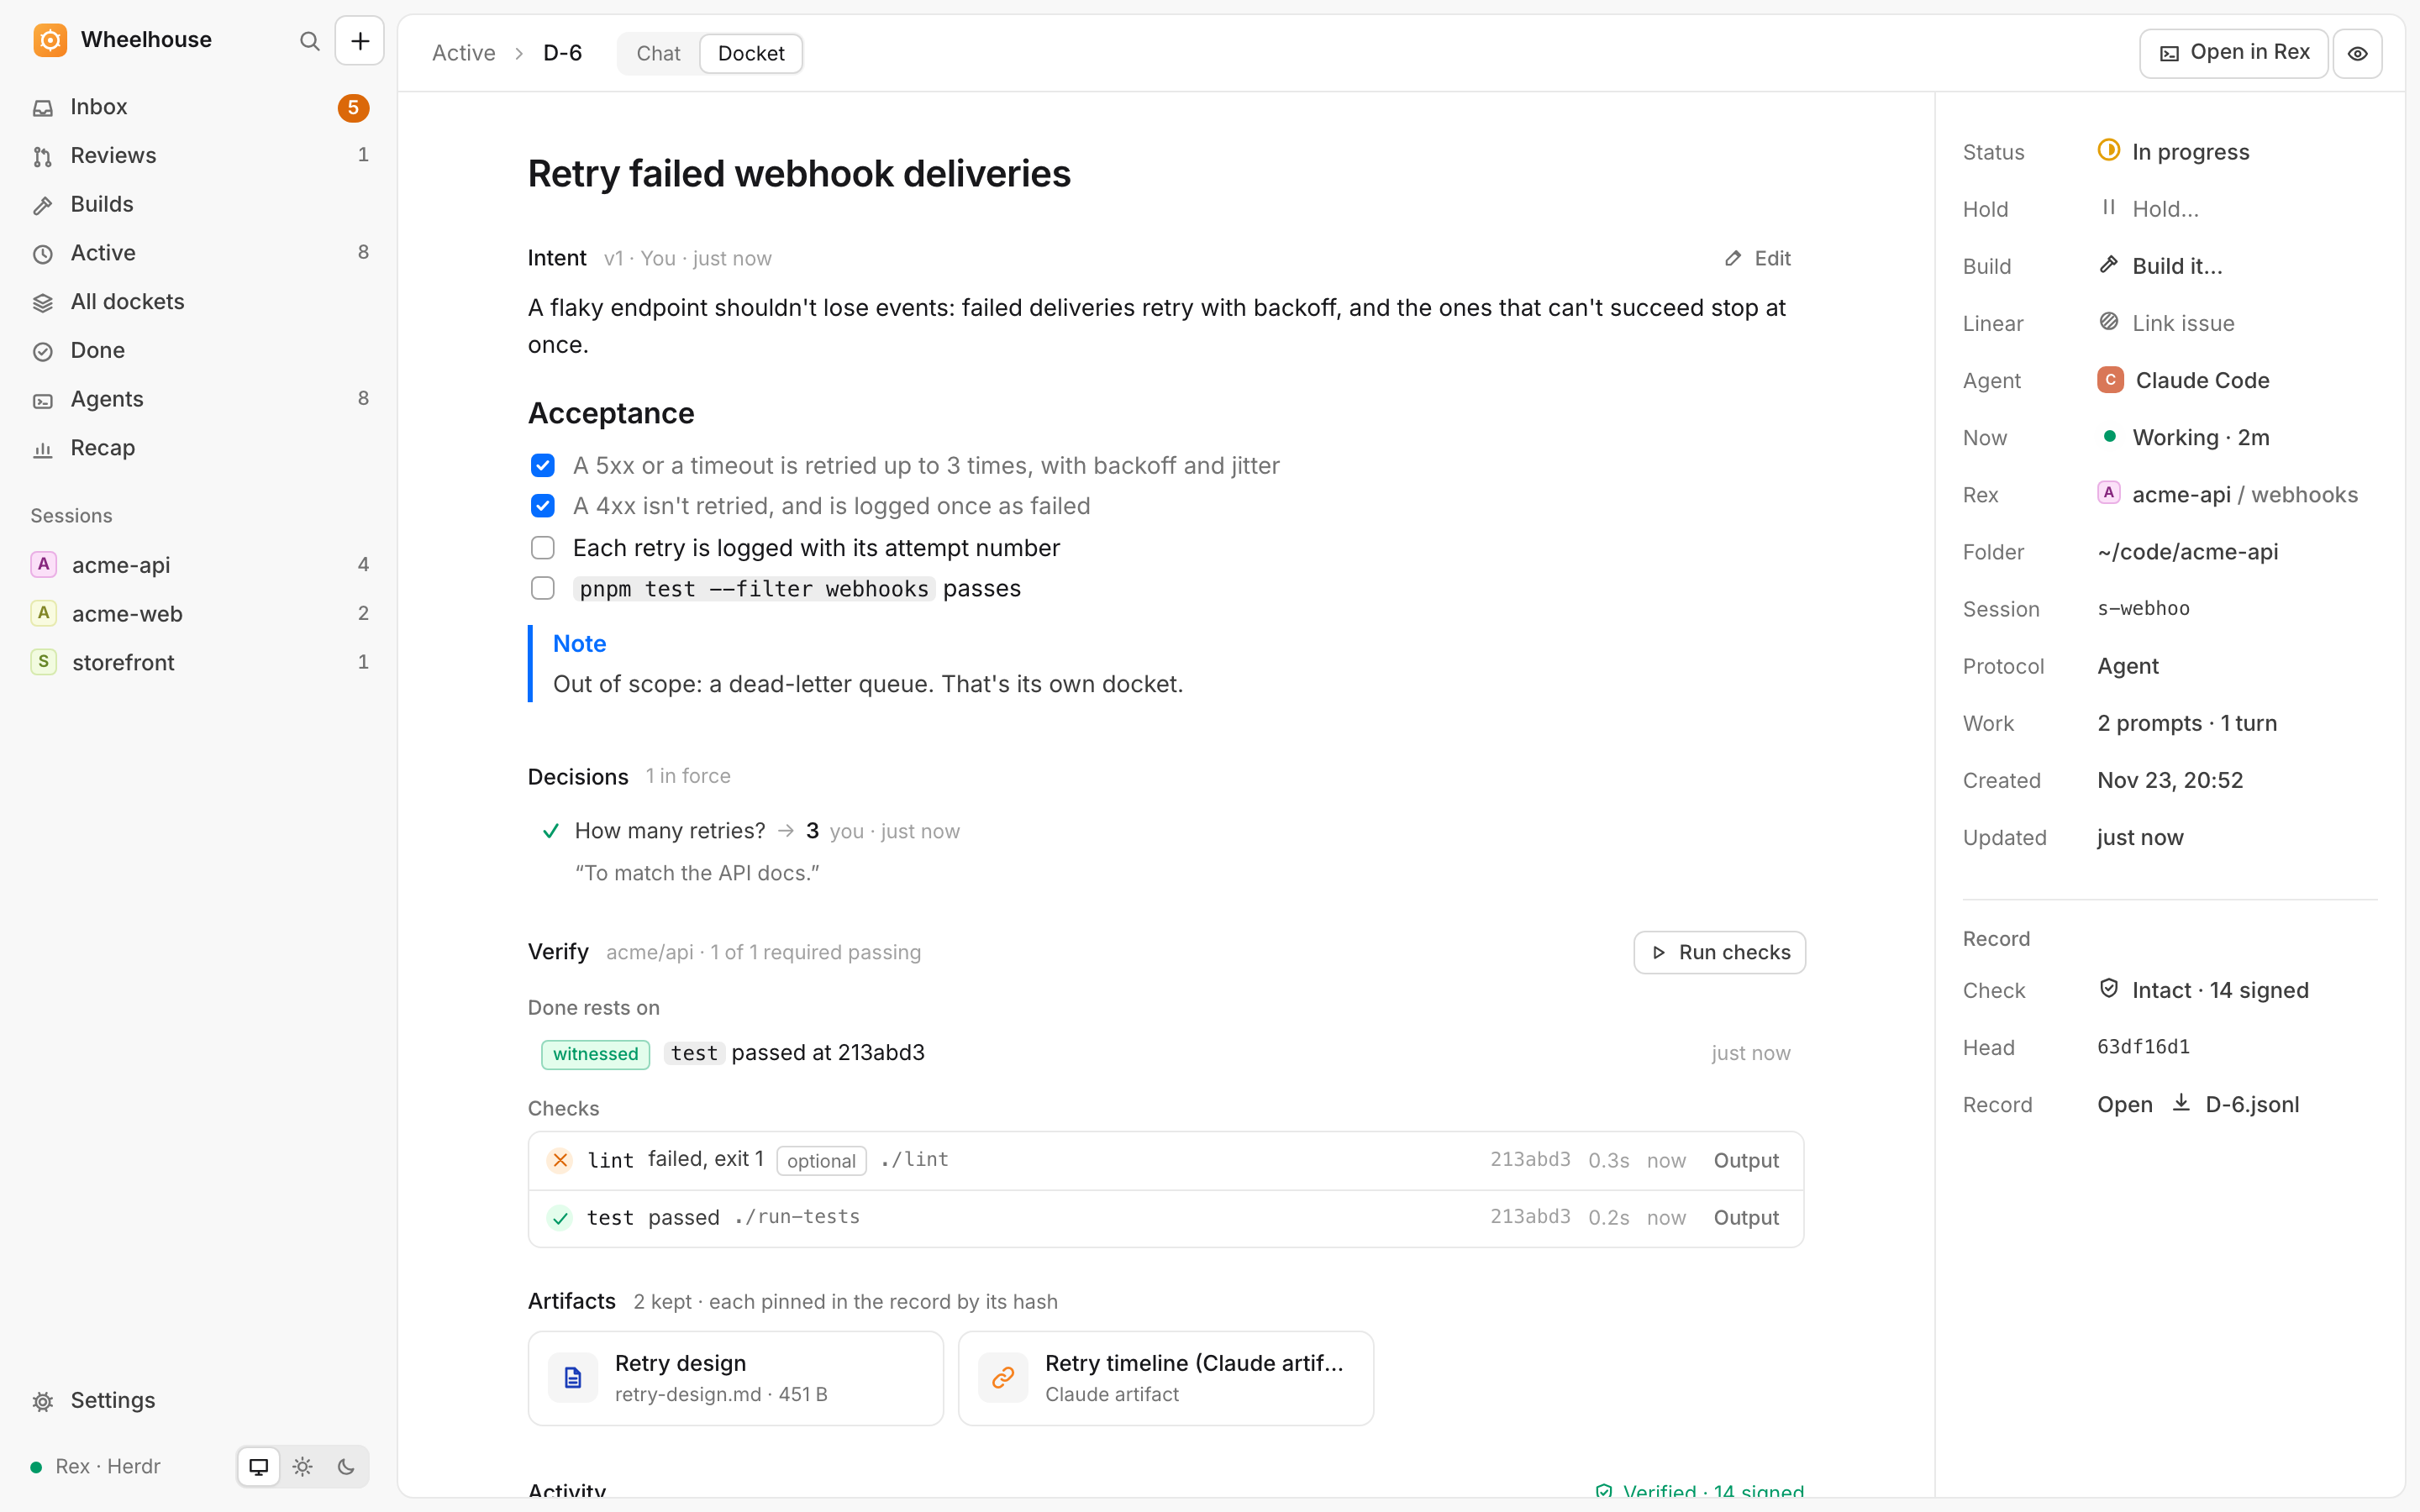 Wheelhouse
Inbox 5
Reviews 1
Builds
Active 8
All dockets
Done
Agents 8
Recap
Sessions
A acme-api 4
A acme-web 2
S storefront 1
Settings
Rex · Herdr
Active > D-6 Chat Docket
Open in Rex
Retry failed webhook deliveries
Intent v1 · You · just now Edit
A flaky endpoint shouldn't lose events: failed deliveries retry with backoff, and the ones that can't succeed stop at
once.
Acceptance
A 5xx or a timeout is retried up to 3 times, with backoff and jitter
A 4xx isn't retried, and is logged once as failed
Each retry is logged with its attempt number
pnpm test --filter webhooks passes
Note
Out of scope: a dead-letter queue. That's its own docket.
Decisions 1 in force
How many retries? → 3 you · just now
“To match the API docs.”
Verify acme/api · 1 of 1 required passing Run checks
Done rests on
witnessed test passed at 213abd3 just now
Checks
lint failed, exit 1 optional ./lint 213abd3 0.3s now Output
test passed ./run-tests 213abd3 0.2s now Output
Artifacts 2 kept · each pinned in the record by its hash
Retry design
retry-design.md · 451 B
Retry timeline (Claude artif...
Claude artifact
Activity Verified · 14 signed
Status In progress
Hold Hold...
Build Build it...
Linear Link issue
Agent C Claude Code
Now Working · 2m
Rex A acme-api / webhooks
Folder ~/code/acme-api
Session s-webhoo
Protocol Agent
Work 2 prompts · 1 turn
Created Nov 23, 20:52
Updated just now
Record
Check Intact · 14 signed
Head 63df16d1
Record Open D-6.jsonl